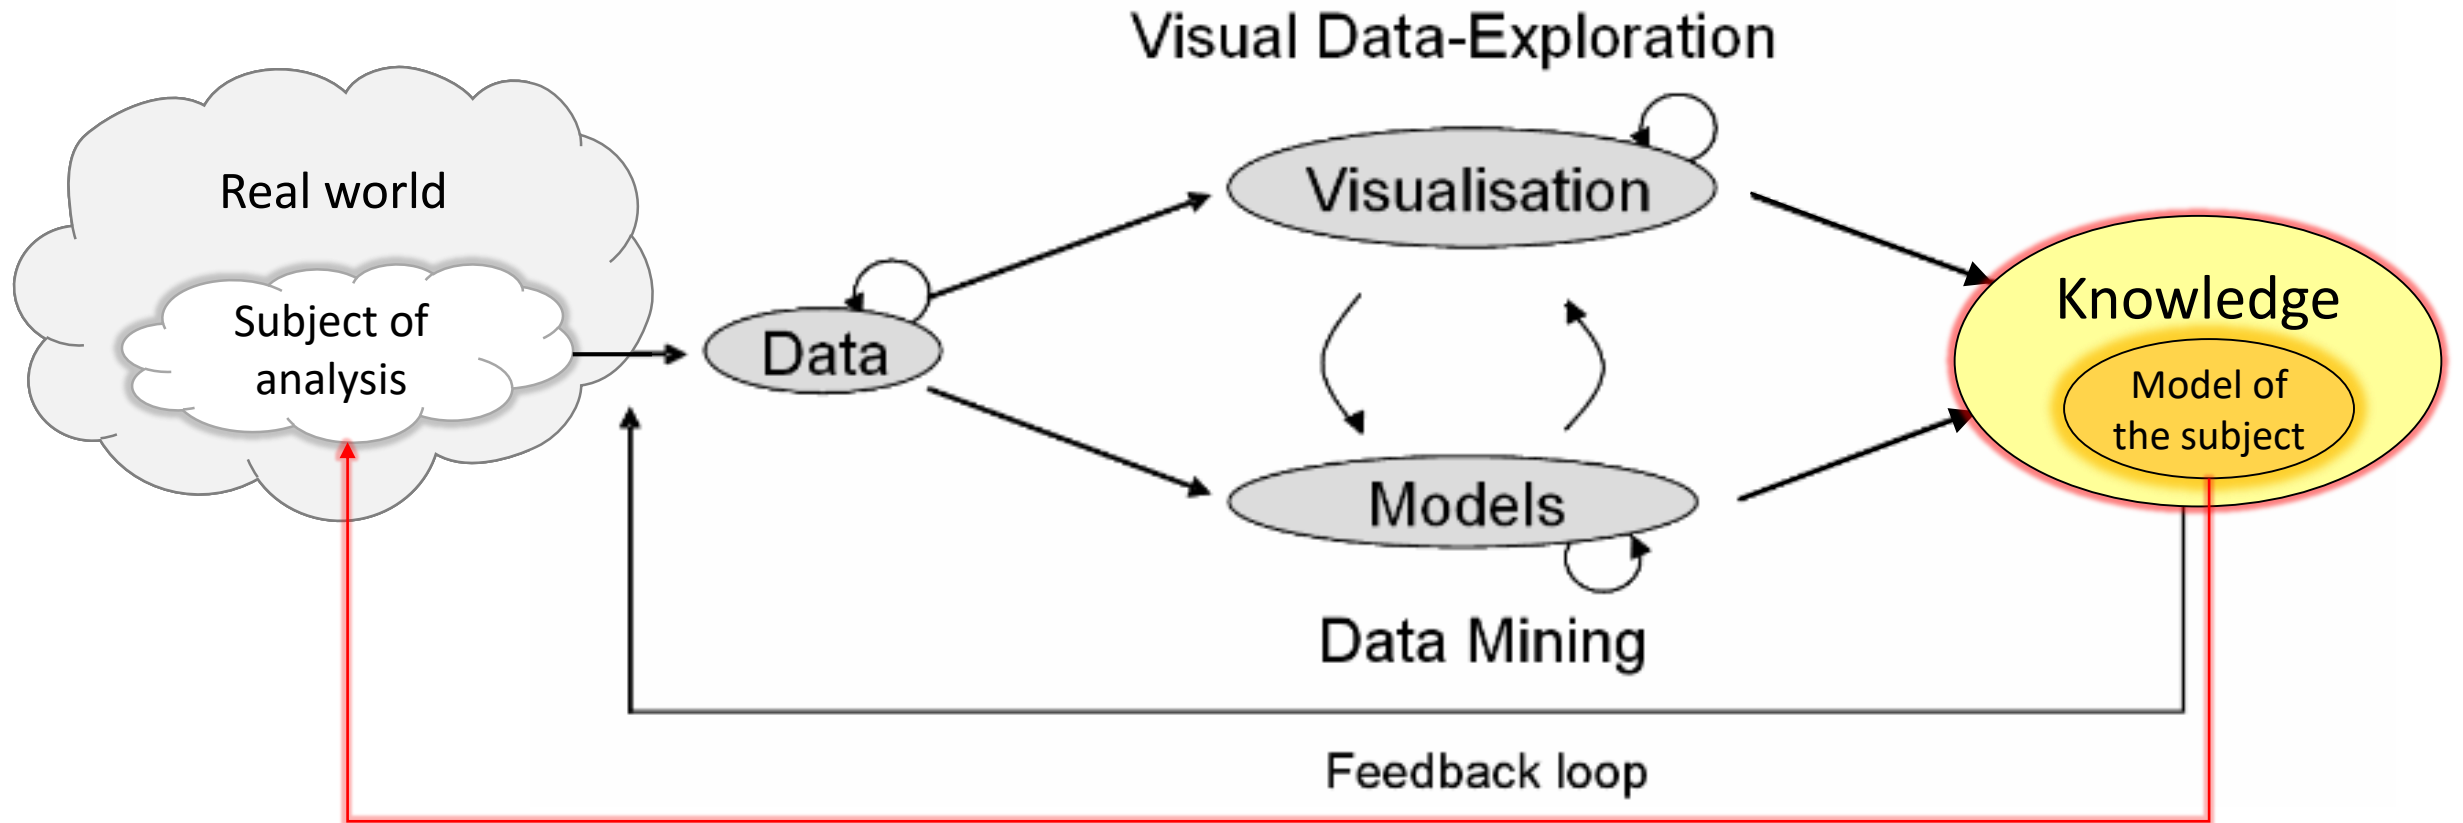 Visual Data-Exploration
Real world
Visualisation
Subject of
analysis
Data
Knowledge
Model of
the subject
Models
Data Mining
Feedback loop